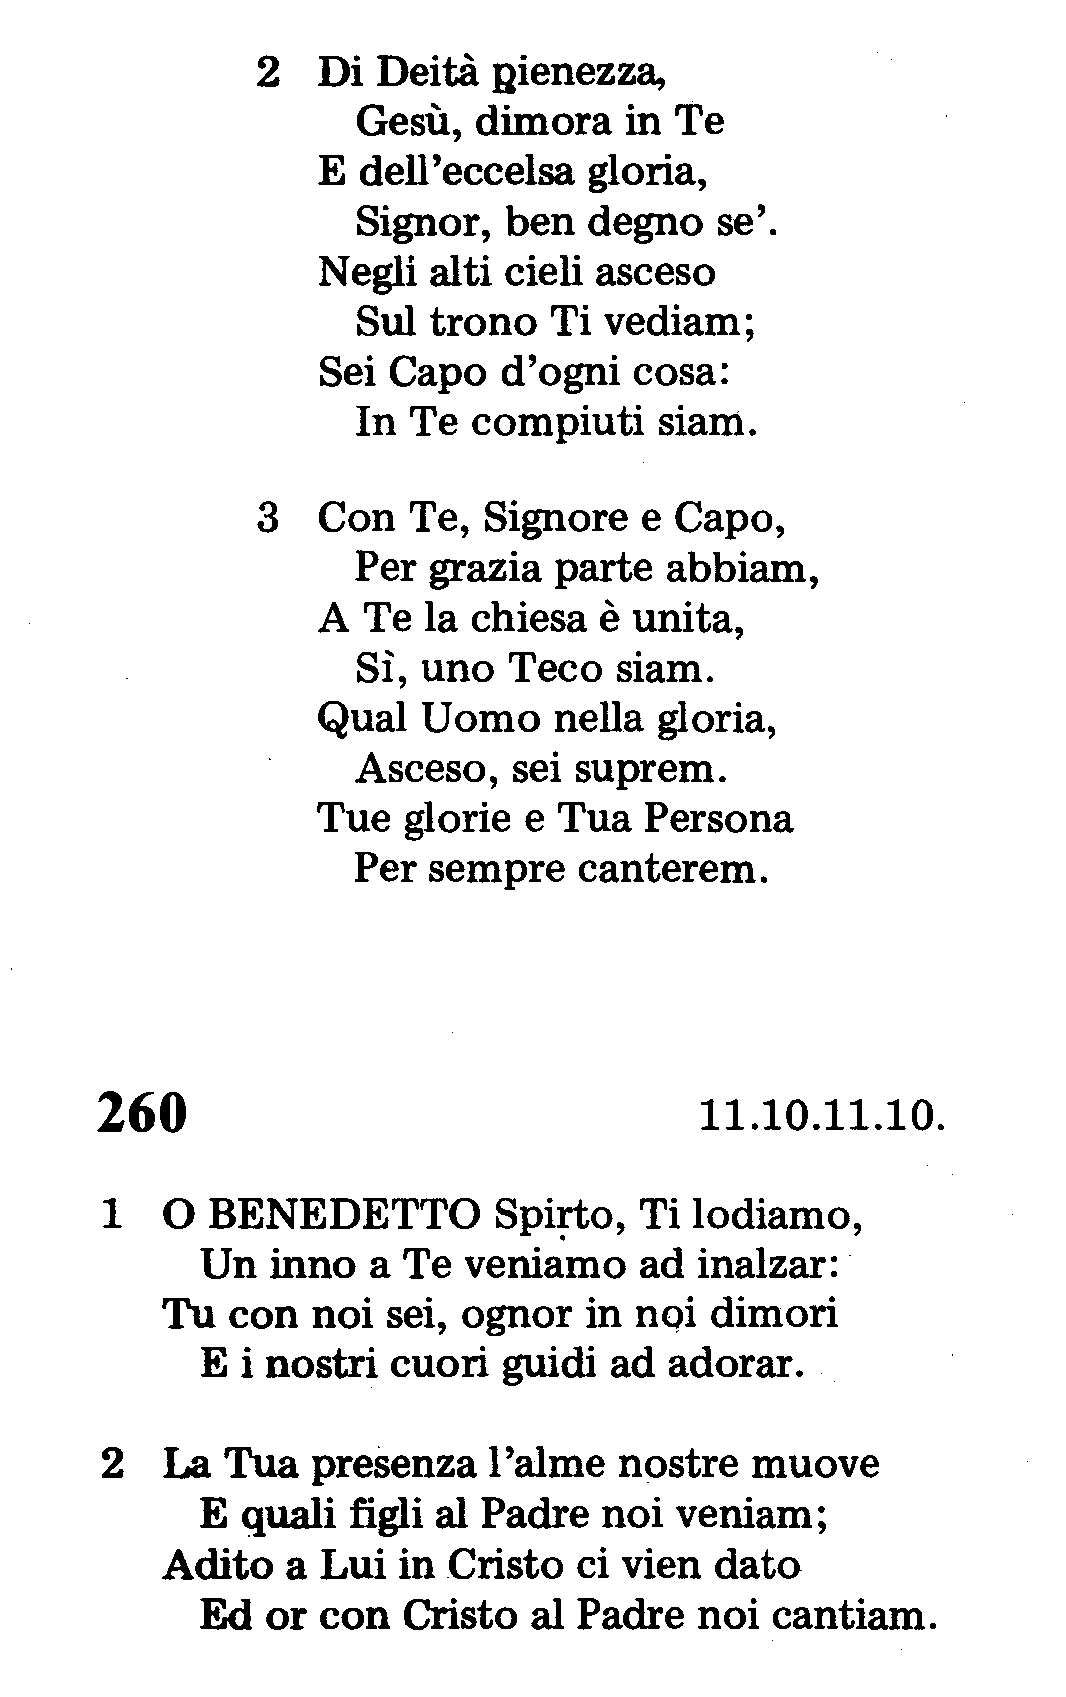 2 Di Deità pienezza,
Gesù, dimora in Te
E dell'eccelsa gloria,
Signor, ben degno se'.
Negli alti cieli asceso
Sul trono Ti vediam;
Sei Capo d'ogni cosa:
In Te compiuti siam.
3 Con Te, Signore e Capo,
Per grazia parte abbiam,
A Te la chiesa è unita,
Sì, uno Teco siam.
Qual Uomo nella gloria,
Asceso, sei suprem.
Tue glorie e Tua Persona
Per sempre canterem.
260 11.10.11.10.
1 O BENEDETTO Spirto, Ti lodiamo,
Un inno a Te veniamo ad inalzar:
Tu con noi sei, ognor in noi dimori
E i nostri cuori guidi ad adorar.
2 La Tua presenza l'alme nostre muove
E quali figli al Padre noi veniam;
Adito a Lui in Cristo ci vien dato
Ed or con Cristo al Padre noi cantiam.